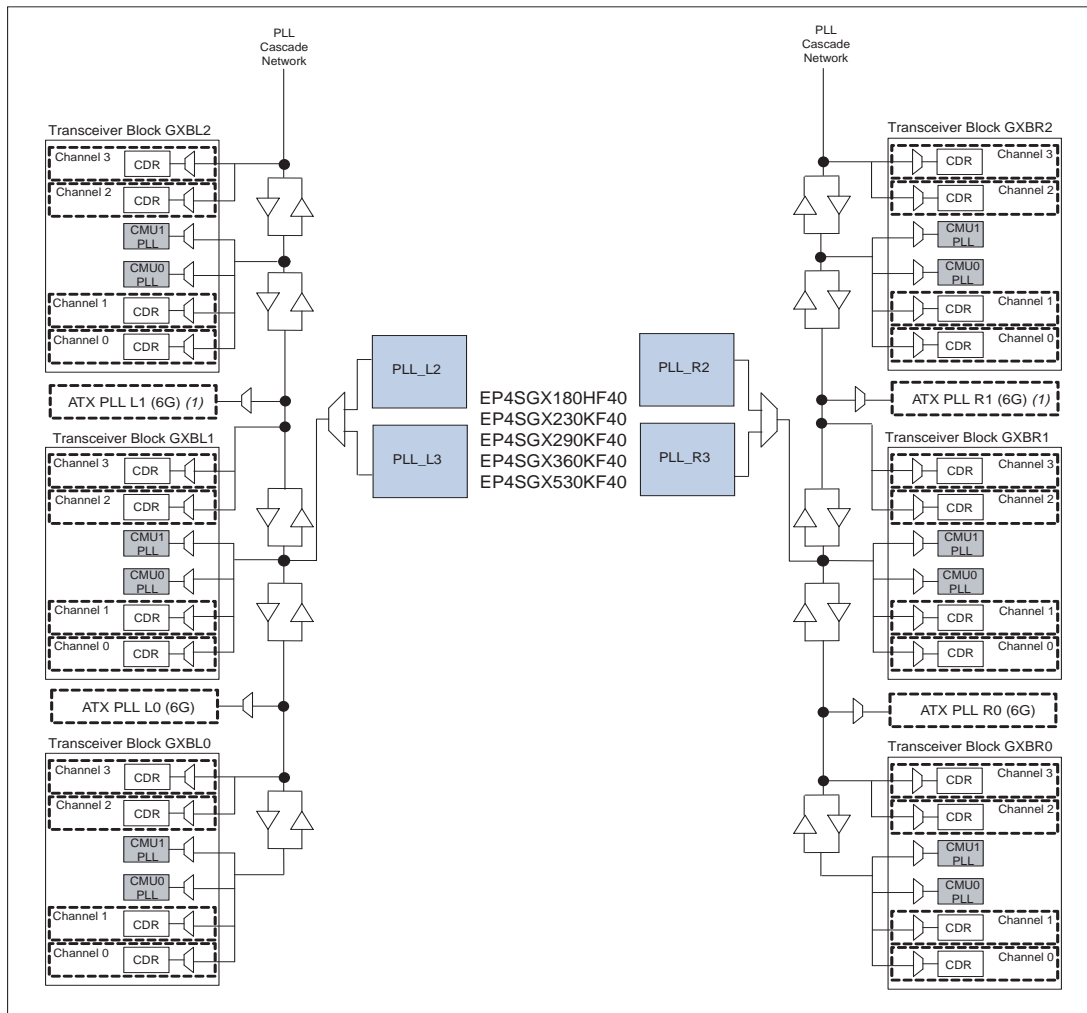 PLL
Cascade
Network
Transceiver Block GXBL2
Channel 3
CDR
Channel 2
CDR
CMU1
PLL
CMU0
PLL
Channel 1
CDR
Channel 0
CDR
ATX PLL L1 (6G) (1)
Transceiver Block GXBL1
Channel 3
CDR
Channel 2
CDR
CMU1
PLL
CMU0
PLL
Channel 1
CDR
Channel 0
CDR
ATX PLL L0 (6G)
Transceiver Block GXBL0
Channel 3
CDR
Channel 2
CDR
CMU1
PLL
CMU0
PLL
Channel 1
CDR
Channel 0
CDR
PLL_L2
PLL_L3
EP4SGX180HF40
EP4SGX230KF40
EP4SGX290KF40
EP4SGX360KF40
EP4SGX530KF40
PLL_R2
PLL_R3
PLL
Cascade
Network
Transceiver Block GXBR2
CDR
Channel 3
CDR
Channel 2
CMU1
PLL
CMU0
PLL
CDR
Channel 1
CDR
Channel 0
ATX PLL R1 (6G) (1)
Transceiver Block GXBR1
CDR
Channel 3
CDR
Channel 2
CMU1
PLL
CMU0
PLL
CDR
Channel 1
CDR
Channel 0
ATX PLL R0 (6G)
Transceiver Block GXBR0
CDR
Channel 3
CDR
Channel 2
CMU1
PLL
CMU0
PLL
CDR
Channel 1
CDR
Channel 0